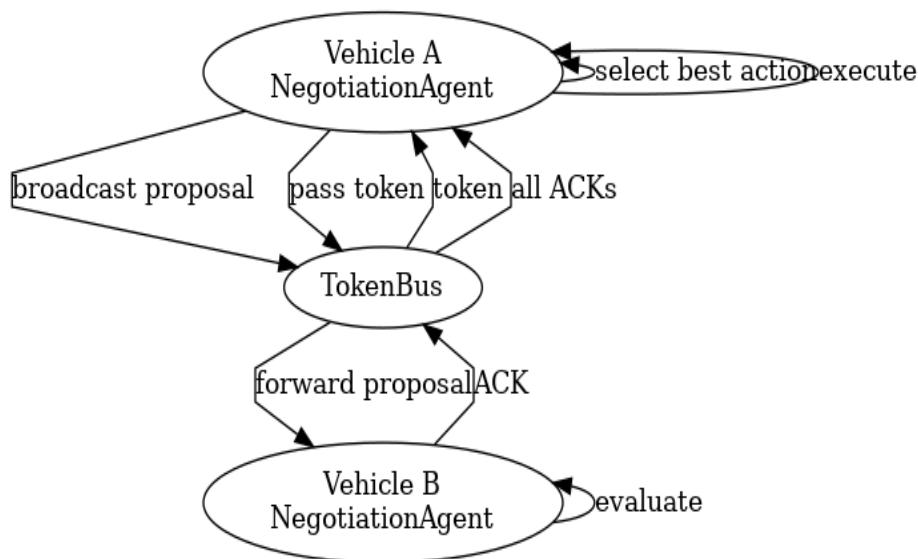 Vehicle A
NegotiationAgent
select best action
execute
broadcast proposal
pass token
token
all ACKs
TokenBus
forward proposal
ACK
Vehicle B
NegotiationAgent
evaluate